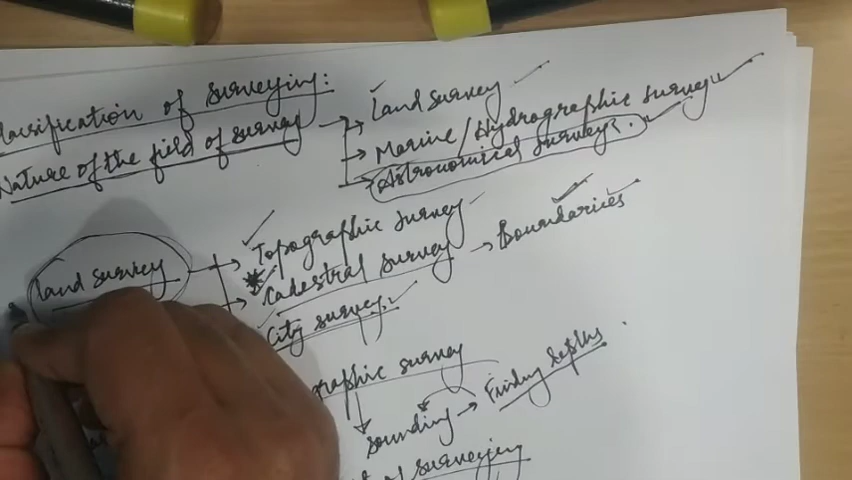 Classification of Surveying:
Nature of the field of Survey
Land survey
Marine/Hydrographic Survey
Astronomical Survey
Topographic Survey
Land Survey
Cadestral Survey → Boundaries
City Survey
graphic survey
Sounding → Finding depths
of surveying